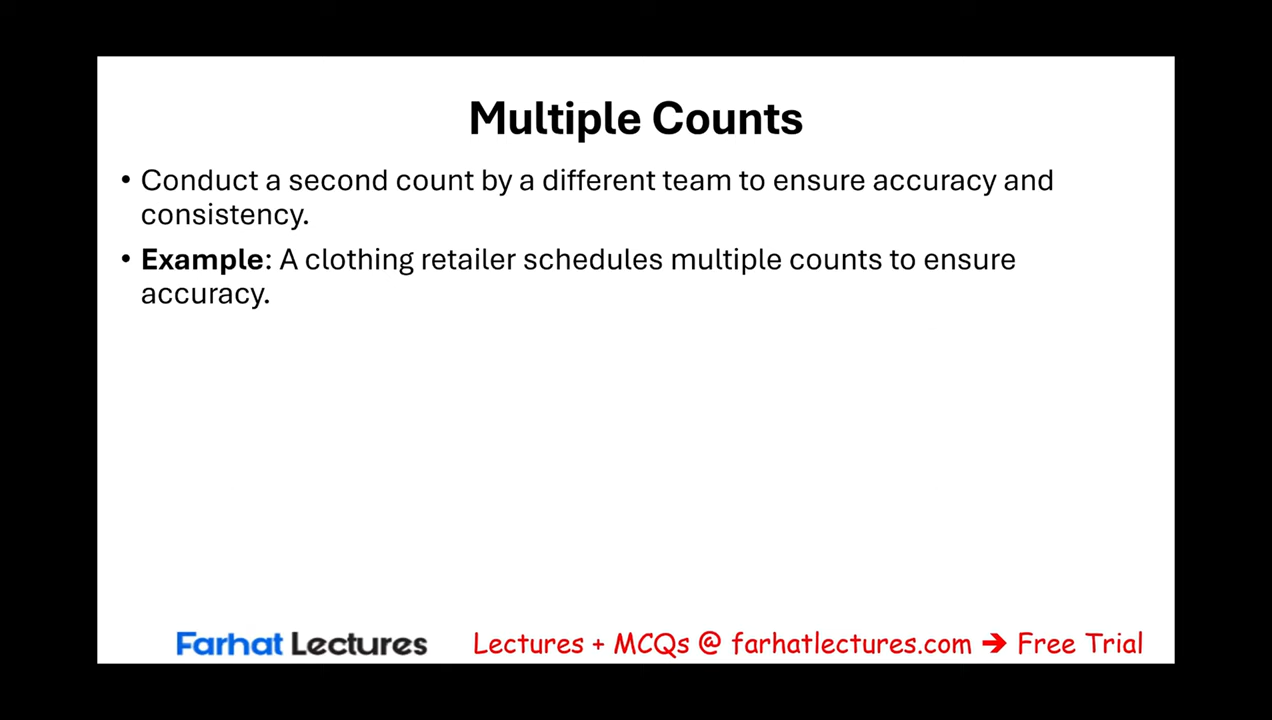 Multiple Counts
• Conduct a second count by a different team to ensure accuracy and
consistency.
• Example: A clothing retailer schedules multiple counts to ensure
accuracy.
Farhat Lectures
Lectures + MCQs @ farhatlectures.com ➔ Free Trial